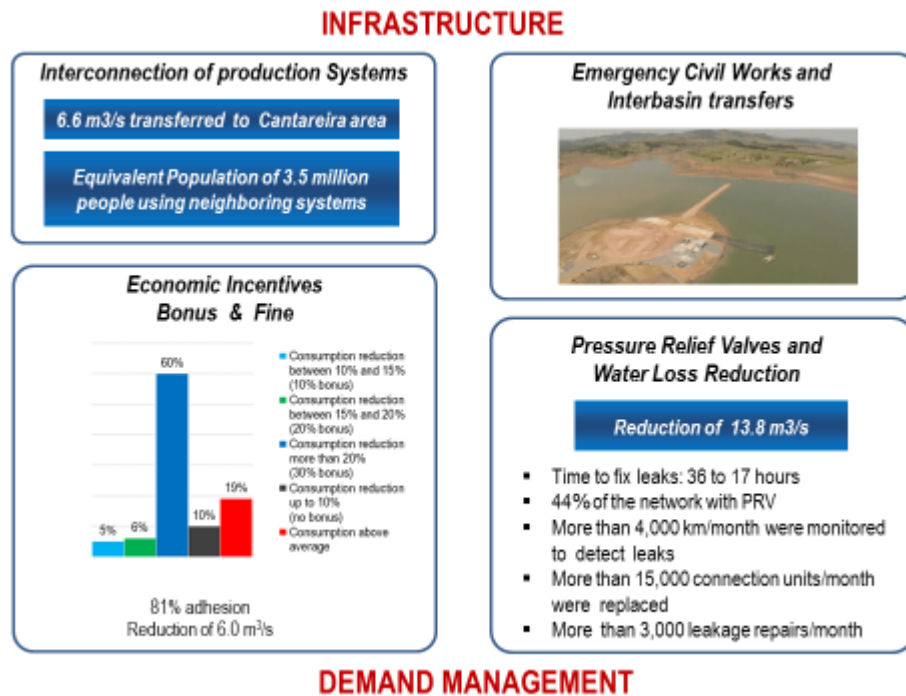 INFRASTRUCTURE
Interconnection of production Systems
6.6 m3/s transferred to Cantareira area
Equivalent Population of 3.5 million
people using neighboring systems
Emergency Civil Works and
Interbasin transfers
Economic Incentives
Bonus & Fine
60%
19%
10%
6%
5%
Consumption reduction
between 10% and 15%
(10% bonus)
Consumption reduction
between 15% and 20%
(20% bonus)
Consumption reduction
more than 20%
(30% bonus)
Consumption reduction
up to 10%
(no bonus)
Consumption above
average
81% adhesion
Reduction of 6.0 m³/s
Pressure Relief Valves and
Water Loss Reduction
Reduction of 13.8 m3/s
▪ Time to fix leaks: 36 to 17 hours
▪ 44% of the network with PRV
▪ More than 4,000 km/month were monitored
to detect leaks
▪ More than 15,000 connection units/month
were replaced
▪ More than 3,000 leakage repairs/month
DEMAND MANAGEMENT